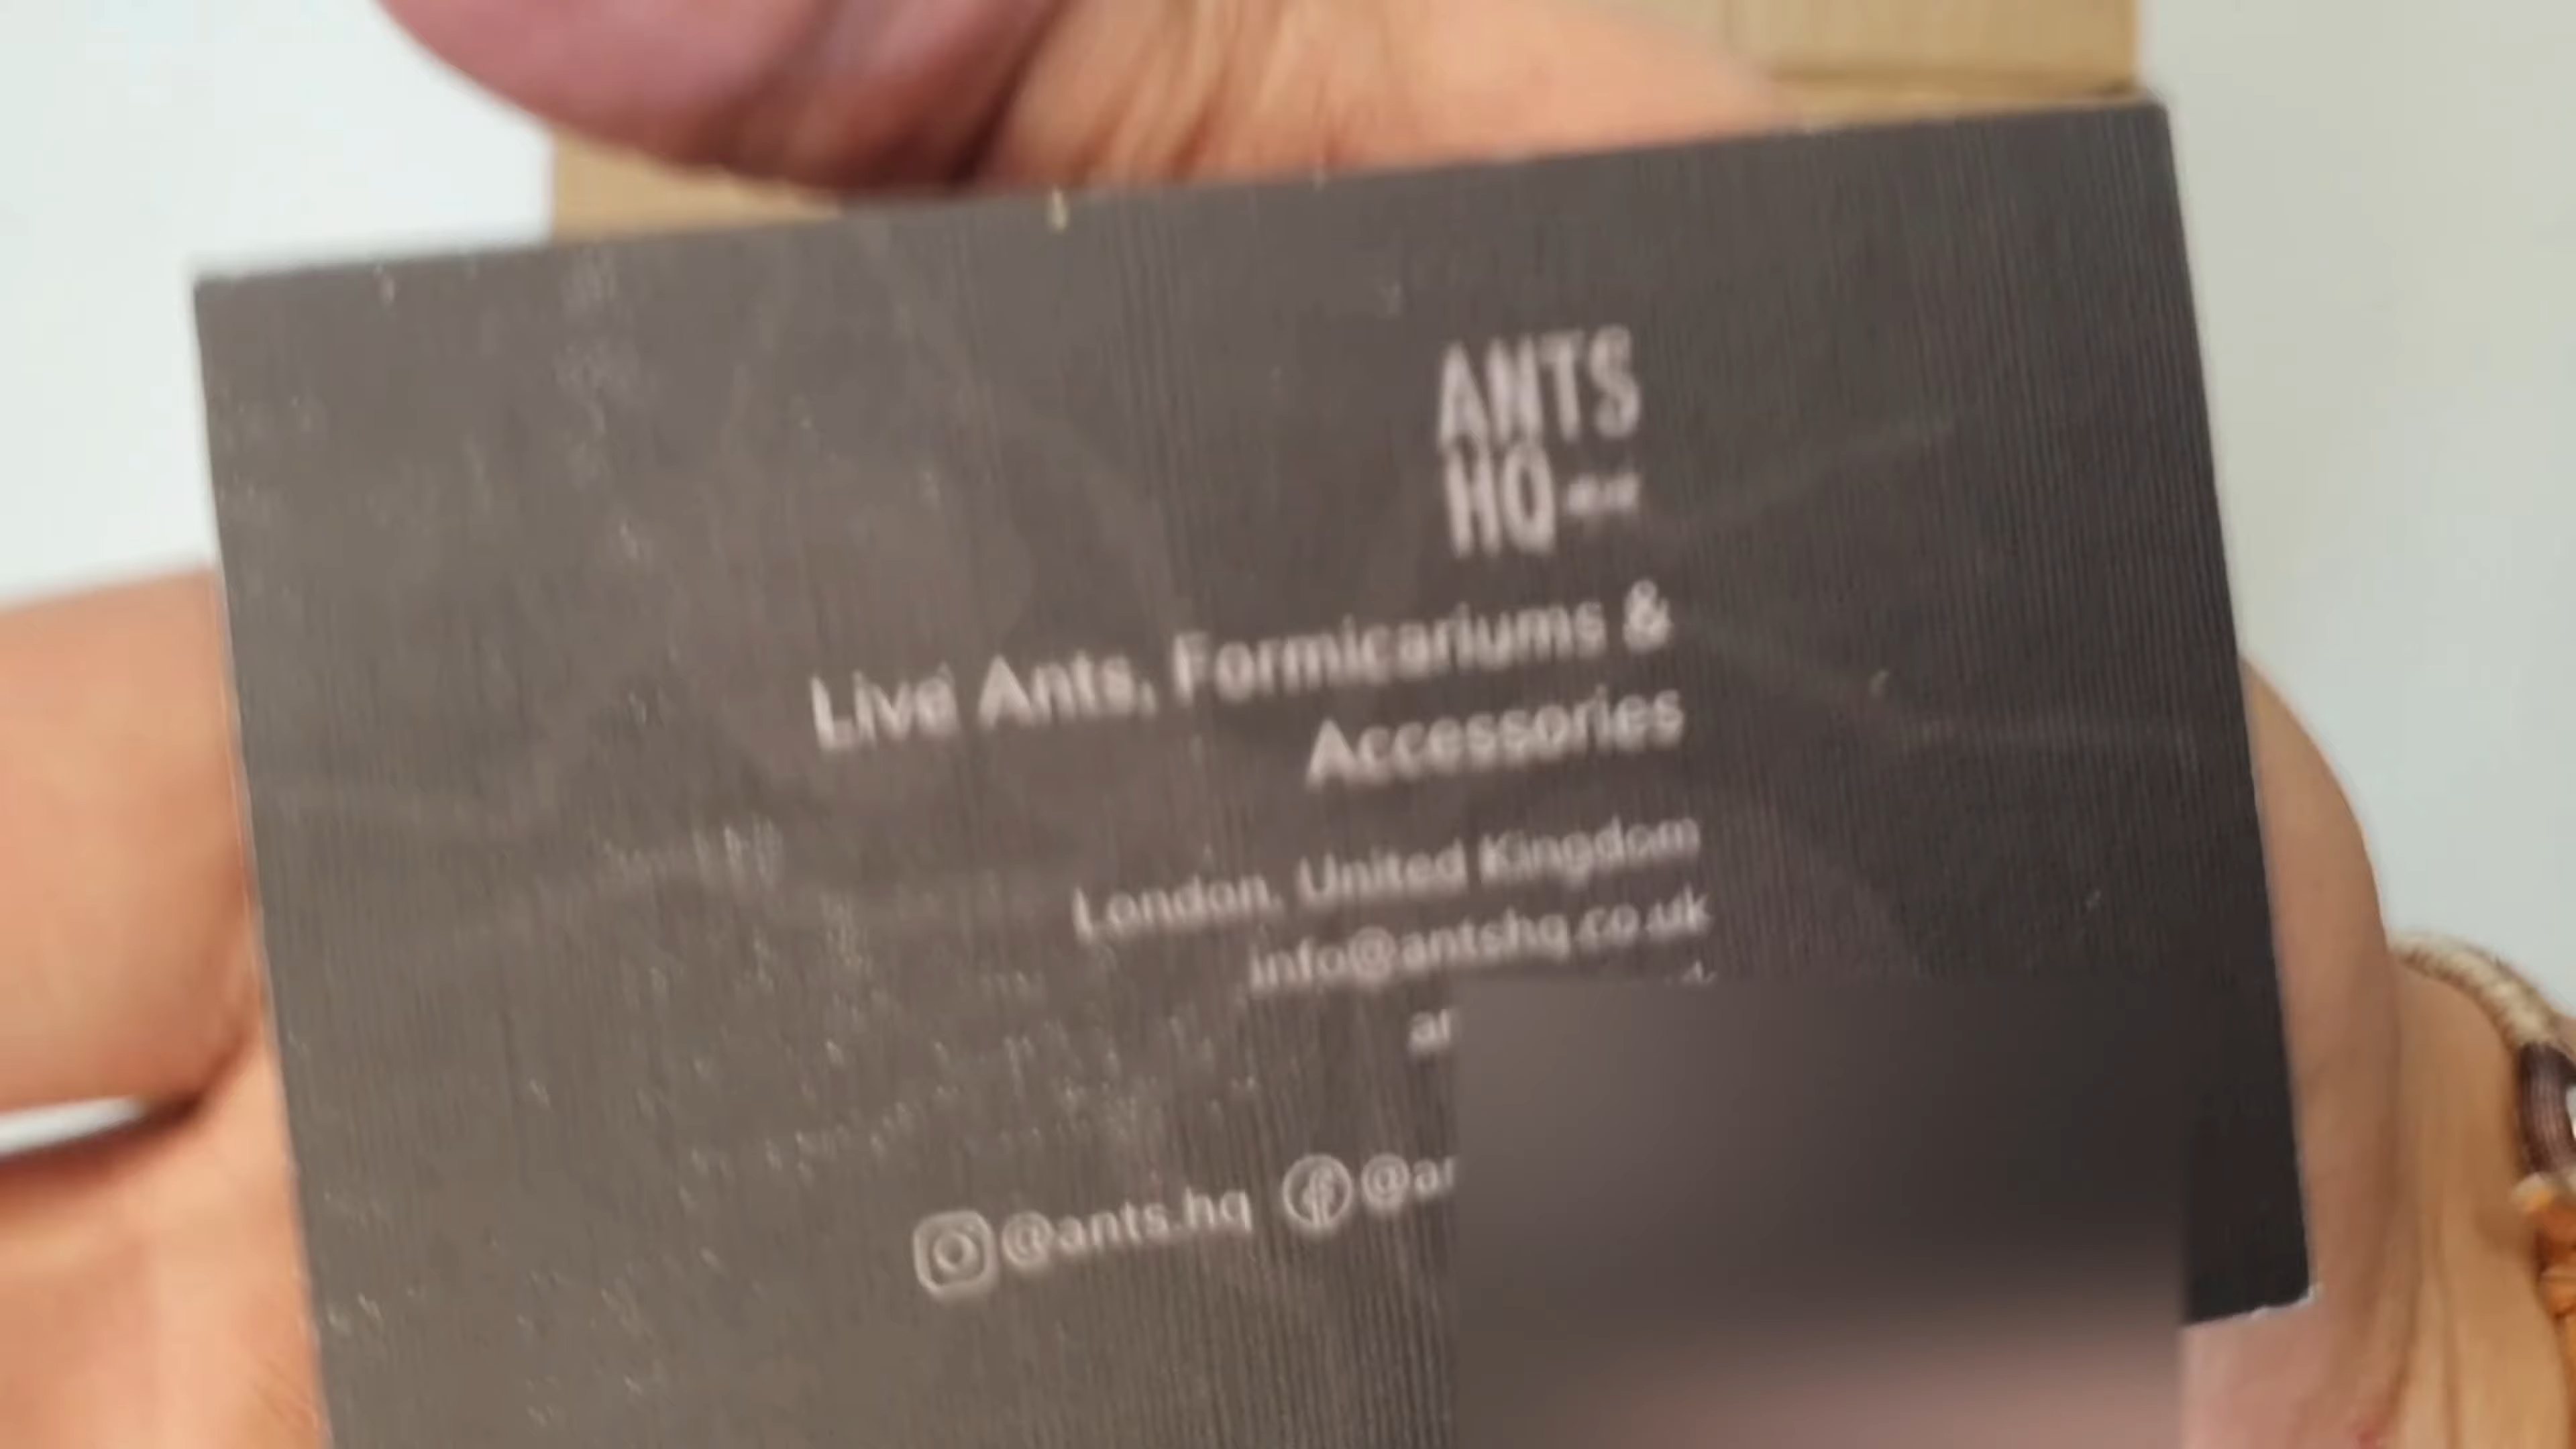 ANTS
HQ
Live Ants, Formicariums &
Accessories
London, United Kingdom
info@antshq.co.uk
@ants.hq